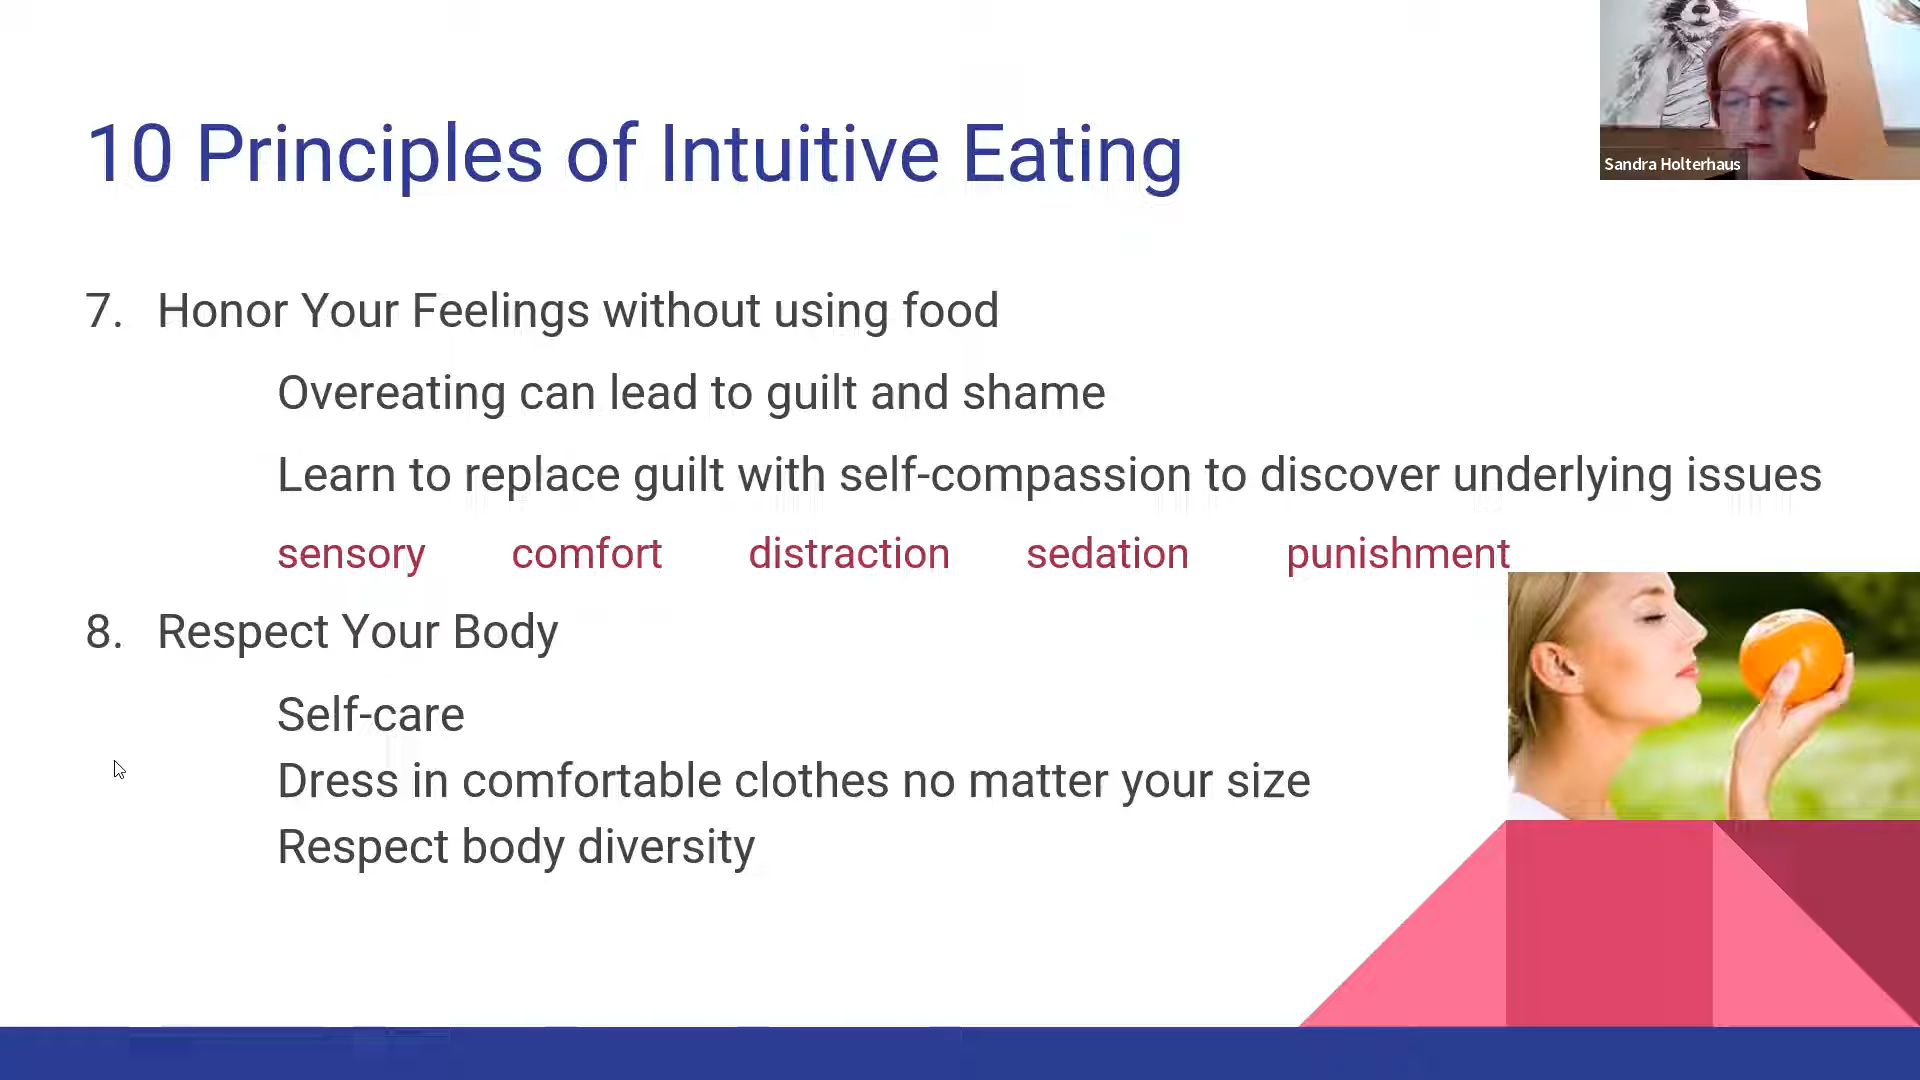 10 Principles of Intuitive Eating
Sandra Holterhaus
7. Honor Your Feelings without using food
Overeating can lead to guilt and shame
Learn to replace guilt with self-compassion to discover underlying issues
sensory comfort distraction sedation punishment
8. Respect Your Body
Self-care
Dress in comfortable clothes no matter your size
Respect body diversity